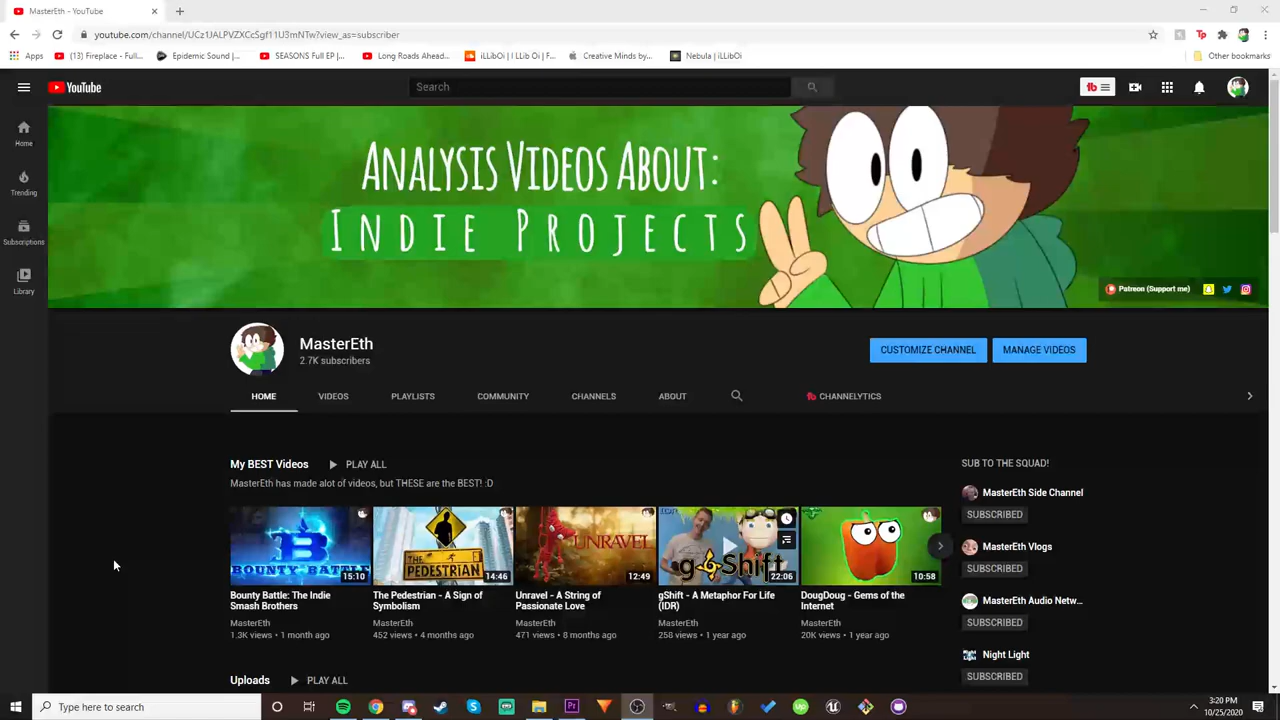 MasterEth - YouTube
youtube.com/channel/UCz1JALPVZXCcSgf11U3mNTw?view_as=subscriber
Apps
(13) Fireplace - Full...
Epidemic Sound |...
SEASONS Full EP |...
Long Roads Ahead...
iLLibOi | I LLib Oi | F...
Creative Minds by...
Nebula | iLLibOi
Other bookmarks
YouTube
Search
Home
Trending
Subscriptions
Library
ANALYSIS VIDEOS ABOUT:
INDIE PROJECTS
Patreon (Support me)
MasterEth
2.7K subscribers
CUSTOMIZE CHANNEL
MANAGE VIDEOS
HOME
VIDEOS
PLAYLISTS
COMMUNITY
CHANNELS
ABOUT
CHANNELYTICS
My BEST Videos
PLAY ALL
MasterEth has made alot of videos, but THESE are the BEST! :D
BOUNTY BATTLE
15:10
Bounty Battle: The Indie
Smash Brothers
MasterEth
1.3K views • 1 month ago
THE
PEDESTRIAN
14:46
The Pedestrian - A Sign of
Symbolism
MasterEth
452 views • 4 months ago
UNRAVEL
12:49
Unravel - A String of
Passionate Love
MasterEth
471 views • 8 months ago
IDR
gShift
22:06
gShift - A Metaphor For Life
(IDR)
MasterEth
258 views • 1 year ago
10:58
DougDoug - Gems of the
Internet
MasterEth
20K views • 1 year ago
SUB TO THE SQUAD!
MasterEth Side Channel
SUBSCRIBED
MasterEth Vlogs
SUBSCRIBED
MasterEth Audio Netw...
SUBSCRIBED
Night Light
SUBSCRIBED
Uploads
PLAY ALL
Type here to search
3:20 PM
10/25/2020